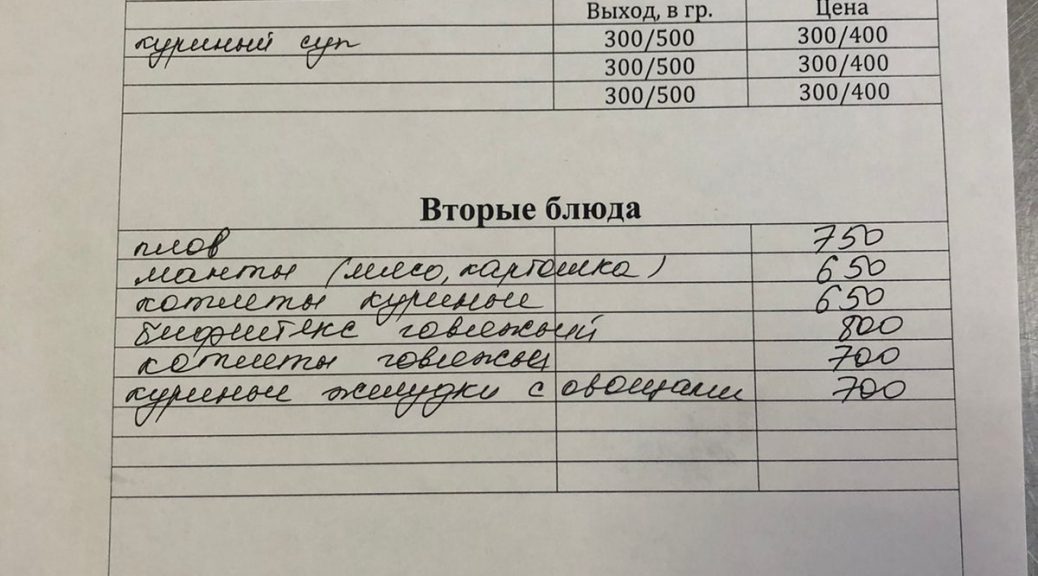 Выход, в гр. Цена
куриный суп 300/500 300/400
300/500 300/400
300/500 300/400
Вторые блюда
плов 750
манты (мясо, картошка) 650
котлеты куриные 650
бифштекс говяжий 800
котлеты говяжьи 700
куриные желудки с овощами 700